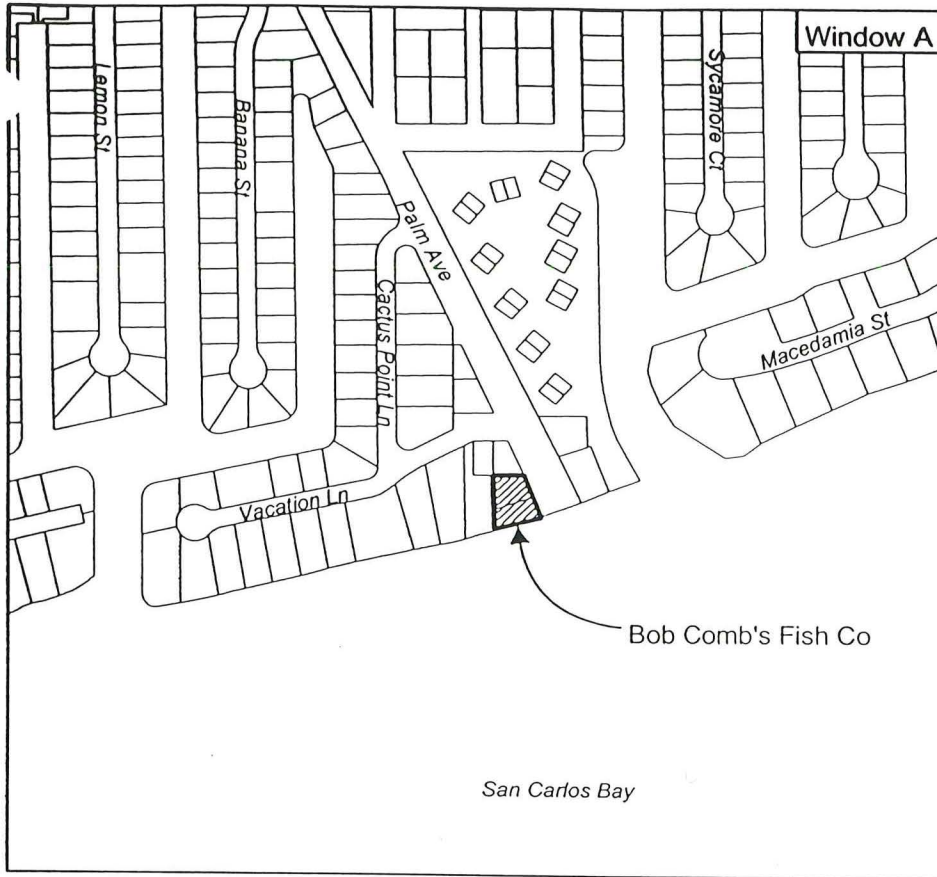 Window A
Lemon St
Banana St
Sycamore Ct
Palm Ave
Cactus Point Ln
Macedamia St
Vacation Ln
Bob Comb's Fish Co
San Carlos Bay